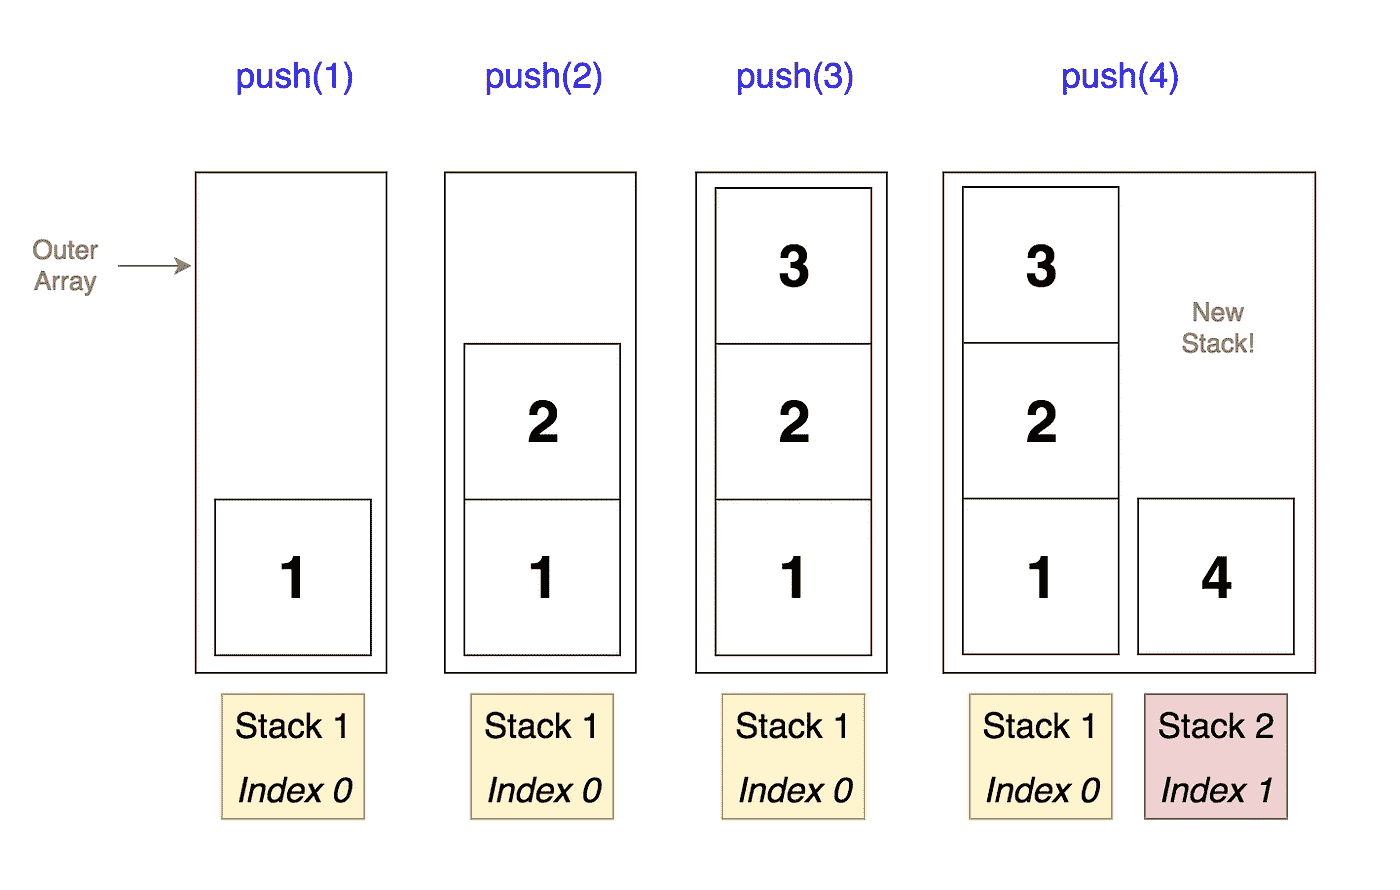 push(1)
push(2)
push(3)
push(4)
Outer
Array
1
2
1
3
2
1
3
2
1
New
Stack!
4
Stack 1
Index 0
Stack 1
Index 0
Stack 1
Index 0
Stack 1
Index 0
Stack 2
Index 1